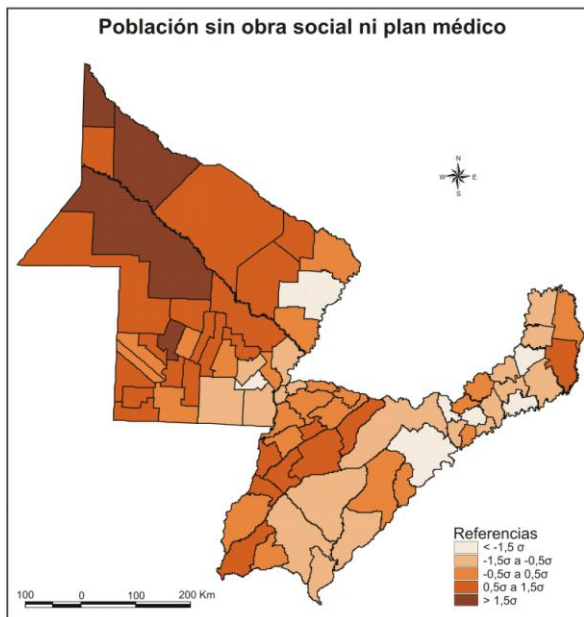 Población sin obra social ni plan médico
N
W E
S
Referencias
< -1,5 σ
-1,5σ a -0,5σ
-0,5σ a 0,5σ
0,5σ a 1,5σ
> 1,5σ
100 0 100 200 Km